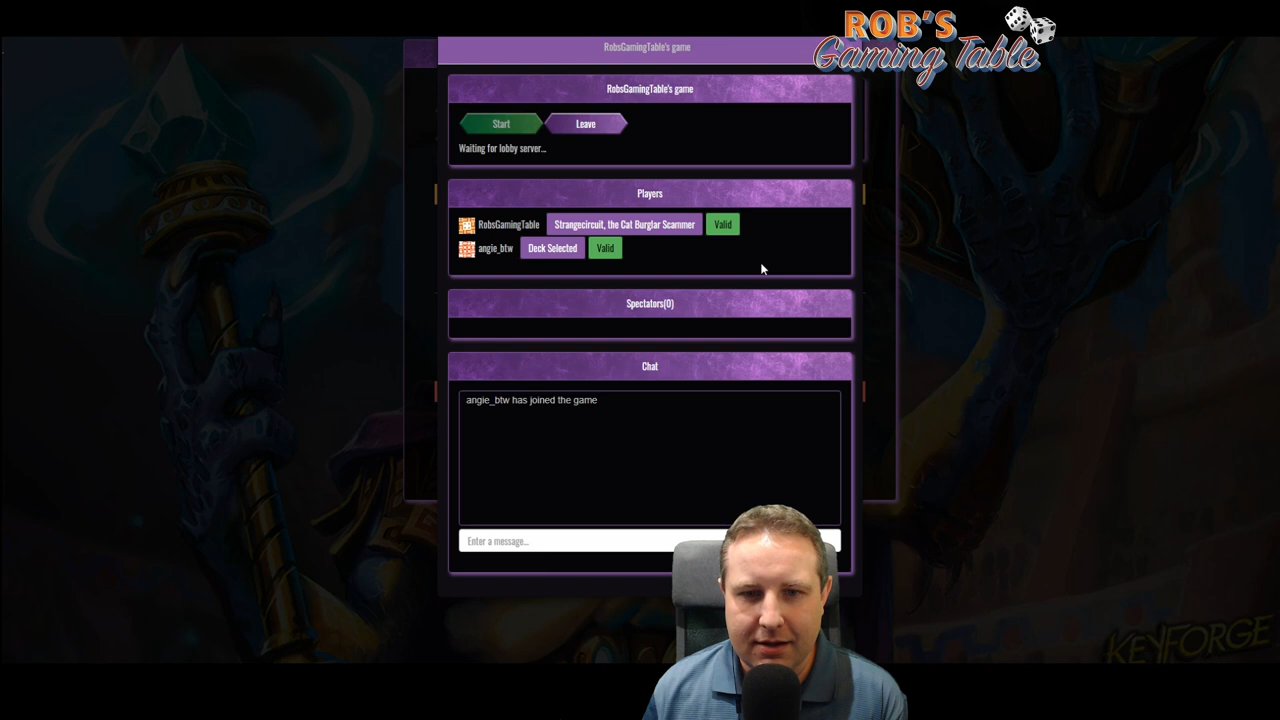 ROB'S
Gaming Table
RobsGamingTable's game
RobsGamingTable's game
Start
Leave
Waiting for lobby server...
Players
RobsGamingTable
Strangecircuit, the Cat Burglar Scammer
Valid
angie_btw
Deck Selected
Valid
Spectators(0)
Chat
angie_btw has joined the game
Enter a message...
KEYFORGE